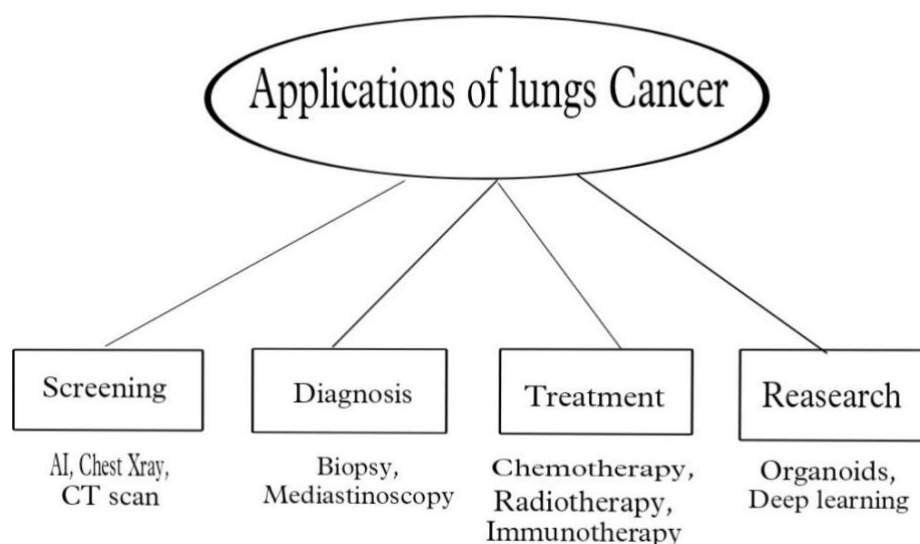 Applications of lungs Cancer
Screening
AI, Chest Xray,
CT scan
Diagnosis
Biopsy,
Mediastinoscopy
Treatment
Chemotherapy,
Radiotherapy,
Immunotherapy
Reasearch
Organoids,
Deep learning